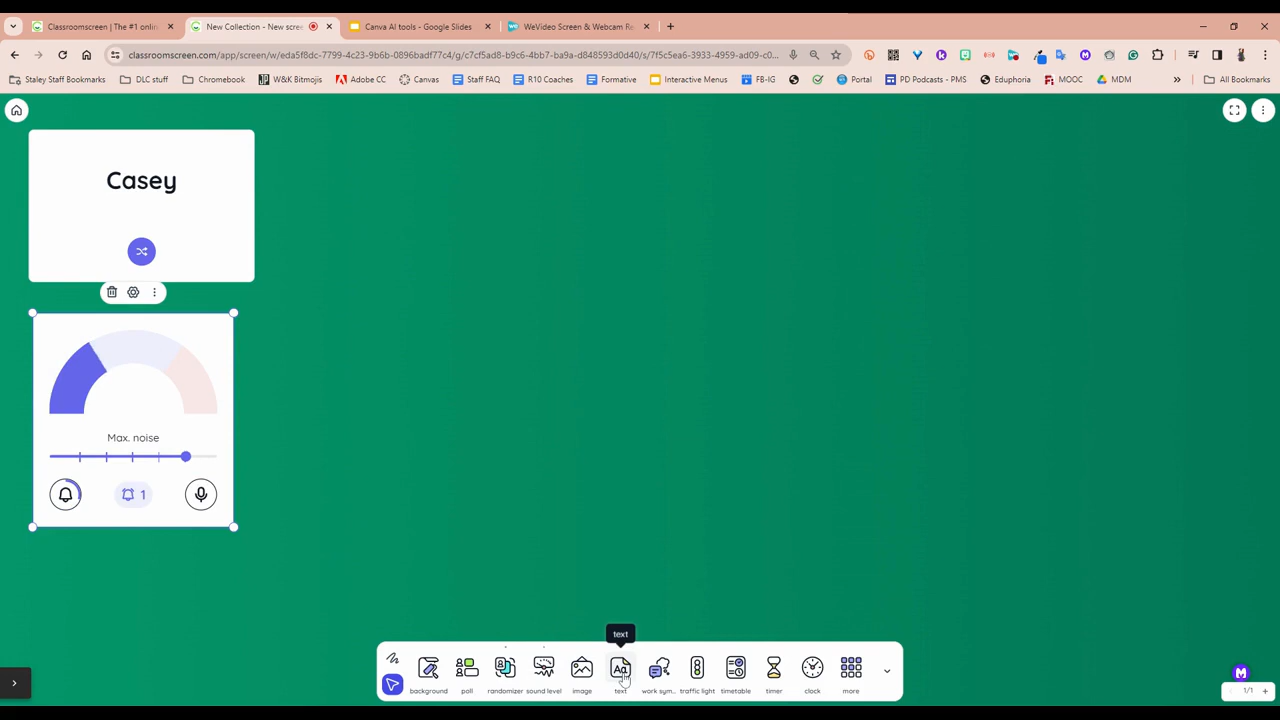 Classroomscreen | The #1 onlin
New Collection - New scree
Canva AI tools - Google Slides
WeVideo Screen & Webcam Re
classroomscreen.com/app/screen/w/eda5f8dc-7799-4c23-9b6b-0896badf77c4/g/c7cf5ad8-b9c6-4bb7-ba9a-d848593d0d40/s/7f5c5ea6-3933-4959-ad09-c0...
Staley Staff Bookmarks
DLC stuff
Chromebook
W&K Bitmojis
Adobe CC
Canvas
Staff FAQ
R10 Coaches
Formative
Interactive Menus
FB-IG
Portal
PD Podcasts - PMS
Eduphoria
MOOC
MDM
All Bookmarks
Casey
Max. noise
1
text
background
poll
randomizer
sound level
image
text
work sym...
traffic light
timetable
timer
clock
more
1/1